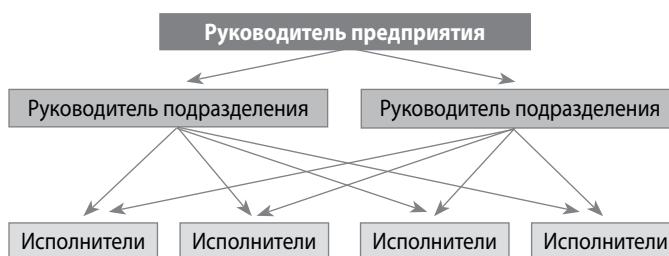 Руководитель предприятия
Руководитель подразделения
Руководитель подразделения
Исполнители
Исполнители
Исполнители
Исполнители